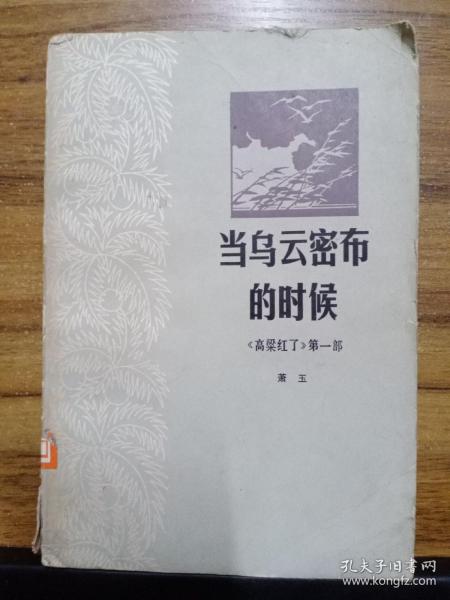 当乌云密布
的时候
《高粱红了》第一部
萧 玉
孔夫子旧书网
www.kongfz.com